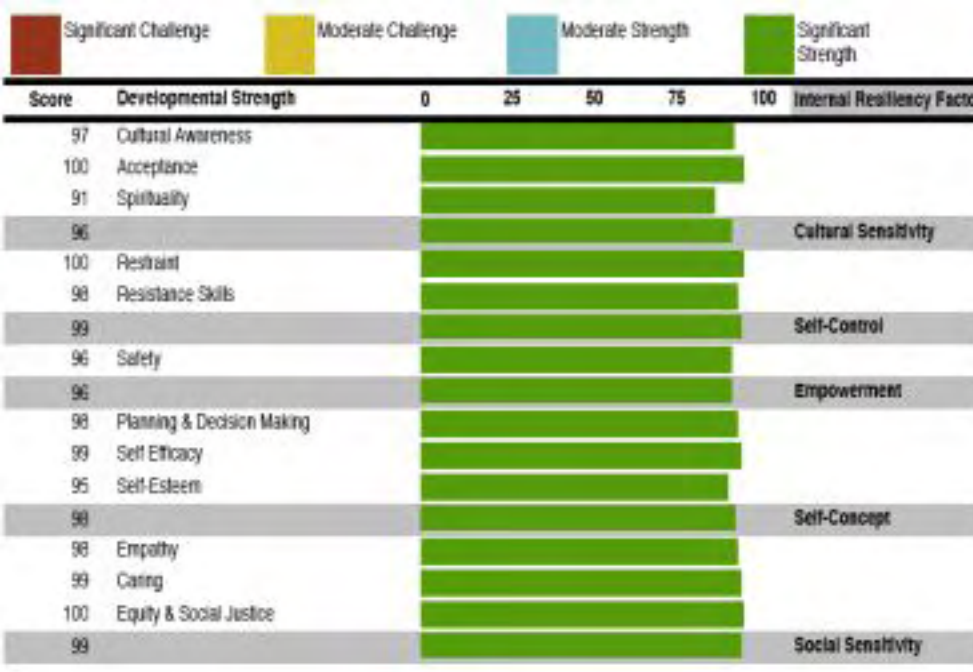 Significant Challenge Moderate Challenge Moderate Strength Significant
Strength
Score Developmental Strength 0 25 50 75 100 Internal Resiliency Facto
97 Cultural Awareness
100 Acceptance
91 Spirituality
96 Cultural Sensitivity
100 Restraint
98 Resistance Skills
99 Self-Control
96 Safety
96 Empowerment
98 Planning & Decision Making
99 Self Efficacy
95 Self-Esteem
98 Self-Concept
98 Empathy
99 Caring
100 Equity & Social Justice
99 Social Sensitivity